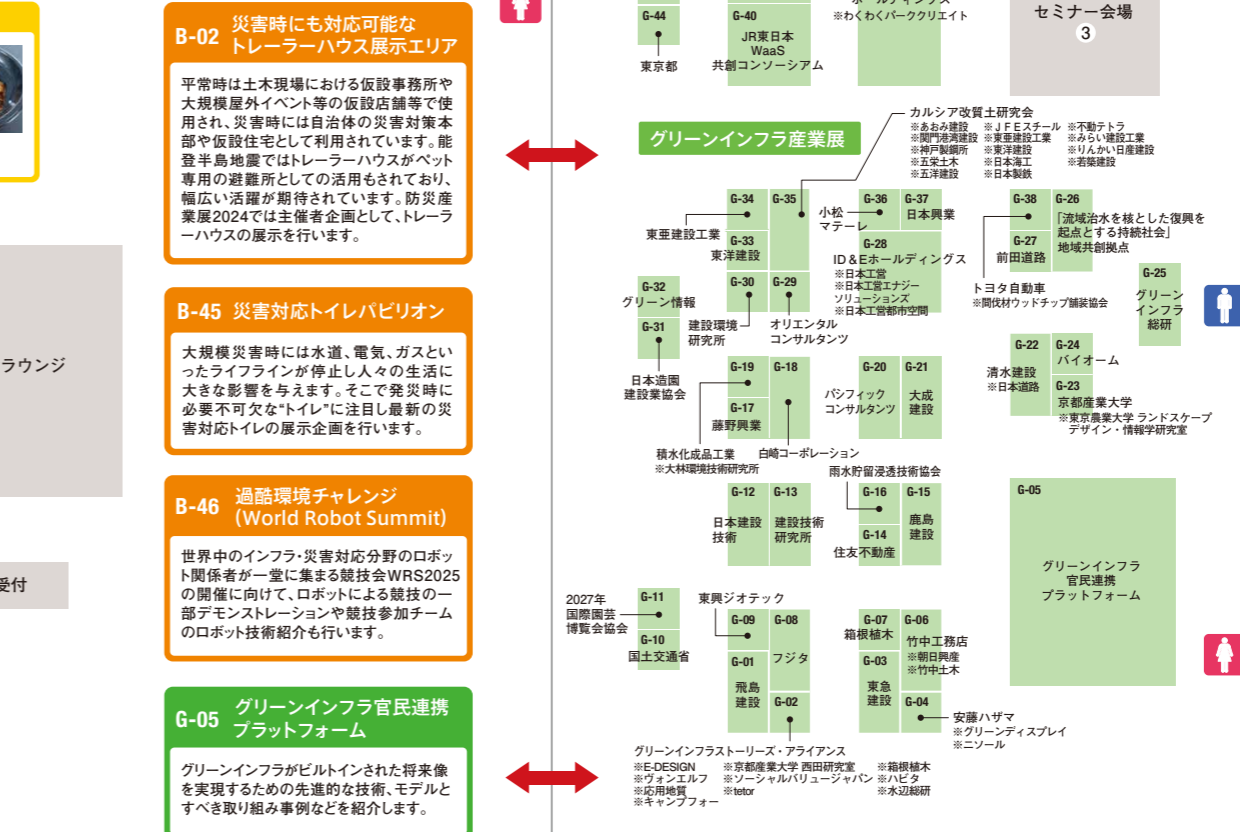 ラウンジ
受付
B-02 災害時にも対応可能な
トレーラーハウス展示エリア
平常時は土木現場における仮設事務所や
大規模屋外イベント等の仮設店舗等で使
用され、災害時には自治体の災害対策本
部や仮設住宅として利用されています。能
登半島地震ではトレーラーハウスがペット
専用の避難所としての活用もされており、
幅広い活躍が期待されています。防災産
業展2024では主催者企画として、トレーラ
ーハウスの展示を行います。
B-45 災害対応トイレパビリオン
大規模災害時には水道、電気、ガスとい
ったライフラインが停止し人々の生活に
大きな影響を与えます。そこで発災時に
必要不可欠な“トイレ”に注目し最新の災
害対応トイレの展示企画を行います。
B-46 過酷環境チャレンジ
(World Robot Summit)
世界中のインフラ・災害対応分野のロボッ
ト関係者が一堂に集まる競技会WRS2025
の開催に向けて、ロボットによる競技の一
部デモンストレーションや競技参加チーム
のロボット技術紹介も行います。
G-05 グリーンインフラ官民連携
プラットフォーム
グリーンインフラがビルトインされた将来像
を実現するための先進的な技術、モデルと
すべき取り組み事例などを紹介します。
G-44
東京都
G-40
JR東日本
WaaS
共創コンソーシアム
※わくわくパーククリエイト
セミナー会場
3
グリーンインフラ産業展
カルシア改質土研究会
※あおみ建設 ※JFEスチール ※不動テトラ
※関門港湾建設 ※東亜建設工業 ※みらい建設工業
※神戸製鋼所 ※東洋建設 ※りんかい日産建設
※五栄土木 ※日本海工 ※若築建設
※五洋建設 ※日本製鉄
G-34
東亜建設工業
G-35
G-33
東洋建設
G-30
建設環境
研究所
G-29
オリエンタル
コンサルタンツ
G-32
グリーン情報
G-31
日本造園
建設業協会
G-36
小松
マテーレ
G-37
日本興業
G-28
ID&Eホールディングス
※日本工営
※日本工営エナジー
ソリューションズ
※日本工営都市空間
G-38
トヨタ自動車
※間伐材ウッドチップ舗装協会
G-26
「流域治水を核とした復興を
起点とする持続社会」
地域共創拠点
G-27
前田道路
G-25
グリーン
インフラ
総研
G-19
積水化成品工業
※大林環境技術研究所
G-18
白崎コーポレーション
G-17
藤野興業
G-20
パシフィック
コンサルタンツ
G-21
大成
建設
G-22
清水建設
※日本道路
G-24
バイオーム
G-23
京都産業大学
※東京農業大学 ランドスケープ
デザイン・情報学研究室
G-12
日本建設
技術
G-13
建設技術
研究所
雨水貯留浸透技術協会
G-16
G-15
鹿島
建設
G-14
住友不動産
G-05
グリーンインフラ
官民連携
プラットフォーム
G-11
2027年
国際園芸
博覧会協会
G-10
国土交通省
東興ジオテック
G-09
G-08
フジタ
G-01
飛島
建設
G-02
グリーンインフラストーリーズ・アライアンス
※E-DESIGN ※京都産業大学 西田研究室 ※箱根植木
※ヴォンエルフ ※ソーシャルバリュージャパン ※ハビタ
※応用地質 ※tetor ※水辺総研
※キャンプフォー
G-07
箱根植木
G-06
竹中工務店
※朝日興産
※竹中土木
G-03
東急
建設
G-04
安藤ハザマ
※グリーンディスプレイ
※ニソール